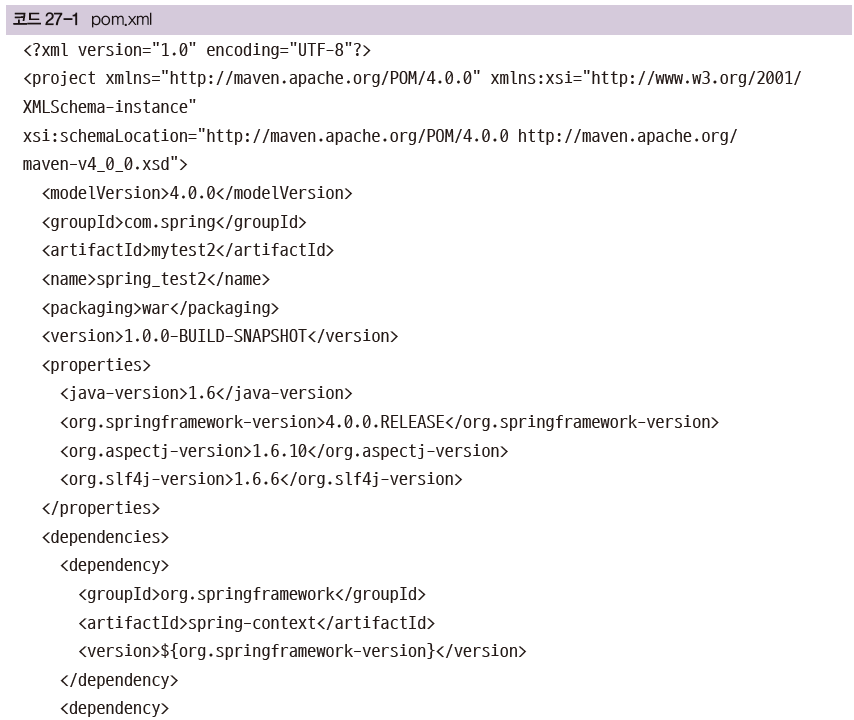 코드 27-1 pom.xml
<?xml version="1.0" encoding="UTF-8"?>
<project xmlns="http://maven.apache.org/POM/4.0.0" xmlns:xsi="http://www.w3.org/2001/
XMLSchema-instance"
xsi:schemaLocation="http://maven.apache.org/POM/4.0.0 http://maven.apache.org/
maven-v4_0_0.xsd">
<modelVersion>4.0.0</modelVersion>
<groupId>com.spring</groupId>
<artifactId>mytest2</artifactId>
<name>spring_test2</name>
<packaging>war</packaging>
<version>1.0.0-BUILD-SNAPSHOT</version>
<properties>
<java-version>1.6</java-version>
<org.springframework-version>4.0.0.RELEASE</org.springframework-version>
<org.aspectj-version>1.6.10</org.aspectj-version>
<org.slf4j-version>1.6.6</org.slf4j-version>
</properties>
<dependencies>
<dependency>
<groupId>org.springframework</groupId>
<artifactId>spring-context</artifactId>
<version>${org.springframework-version}</version>
</dependency>
<dependency>